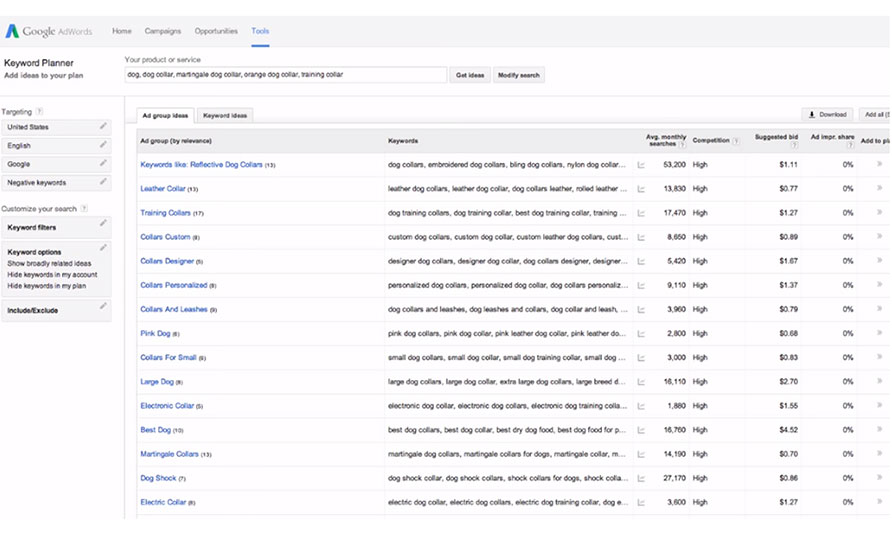 Google AdWords Home Campaigns Opportunities Tools
Keyword Planner
Add ideas to your plan
Your product or service
dog, dog collar, martingale dog collar, orange dog collar, training collar
Get ideas Modify search
Targeting ?
United States
English
Google
Negative keywords
Customize your search ?
Keyword filters
Keyword options
Show broadly related ideas
Hide keywords in my account
Hide keywords in my plan
Include/Exclude
Ad group ideas Keyword ideas
Download Add all (
Ad group (by relevance) Keywords Avg. monthly searches ? Competition ? Suggested bid ? Ad impr. share ? Add to pl
Keywords like: Reflective Dog Collars (13) dog collars, embroidered dog collars, bling dog collars, nylon dog collar... 53,200 High $1.11 0% »
Leather Collar (13) leather dog collars, leather dog collar, dog collars leather, rolled leather ... 13,830 High $0.77 0% »
Training Collars (17) dog training collars, dog training collar, best dog training collar, training ... 17,470 High $1.27 0% »
Collars Custom (8) custom dog collars, custom dog collar, custom leather dog collars, cust... 8,650 High $0.89 0% »
Collars Designer (5) designer dog collars, designer dog collar, dog collars designer, designer... 5,420 High $1.67 0% »
Collars Personalized (8) personalized dog collars, personalized dog collar, dog collars personaliz... 9,110 High $1.37 0% »
Collars And Leashes (9) dog collars and leashes, dog leashes and collars, dog collar and leash, ... 3,960 High $0.79 0% »
Pink Dog (6) pink dog collars, pink dog collar, pink leather dog collar, pink leather do... 2,800 High $0.68 0% »
Collars For Small (6) small dog collars, small dog collar, small dog training collar, small dog ... 3,000 High $0.83 0% »
Large Dog (8) large dog collars, large dog collar, extra large dog collars, large breed d... 16,110 High $2.70 0% »
Electronic Collar (5) electronic dog collar, electronic dog collars, electronic dog training colla... 1,880 High $1.55 0% »
Best Dog (10) best dog collars, best dog collar, best dry dog food, best dog food for p... 16,760 High $4.52 0% »
Martingale Collars (13) martingale dog collars, martingale collars for dogs, martingale collar, m... 14,190 High $0.70 0% »
Dog Shock (7) dog shock collar, dog shock collars, shock collars for dogs, shock colla... 27,170 High $0.86 0% »
Electric Collar (8) electric dog collar, electric dog collars, electric dog training collar, dog e... 3,600 High $1.27 0% »